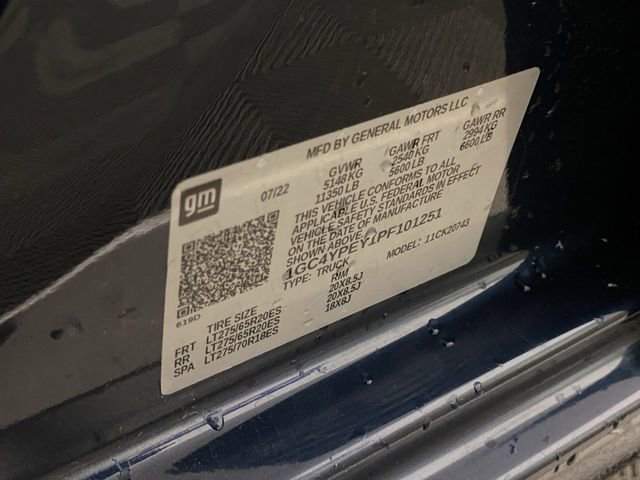 gm
07/22
MFD BY GENERAL MOTORS LLC
GVWR GAWR FRT GAWR RR
5148 KG 2540 KG 2994 KG
11350 LB 5600 LB 6600 LB
THIS VEHICLE CONFORMS TO ALL
APPLICABLE U.S. FEDERAL MOTOR
VEHICLE SAFETY STANDARDS IN EFFECT
ON THE DATE OF MANUFACTURE
SHOWN ABOVE.
1GC4YPEY1PF101251
TYPE: TRUCK MODEL: 11CK20743
619D
TIRE SIZE RIM
FRT LT275/65R20ES 20X8.5J
RR LT275/65R20ES 20X8.5J
SPA LT275/70R18ES 18X8J